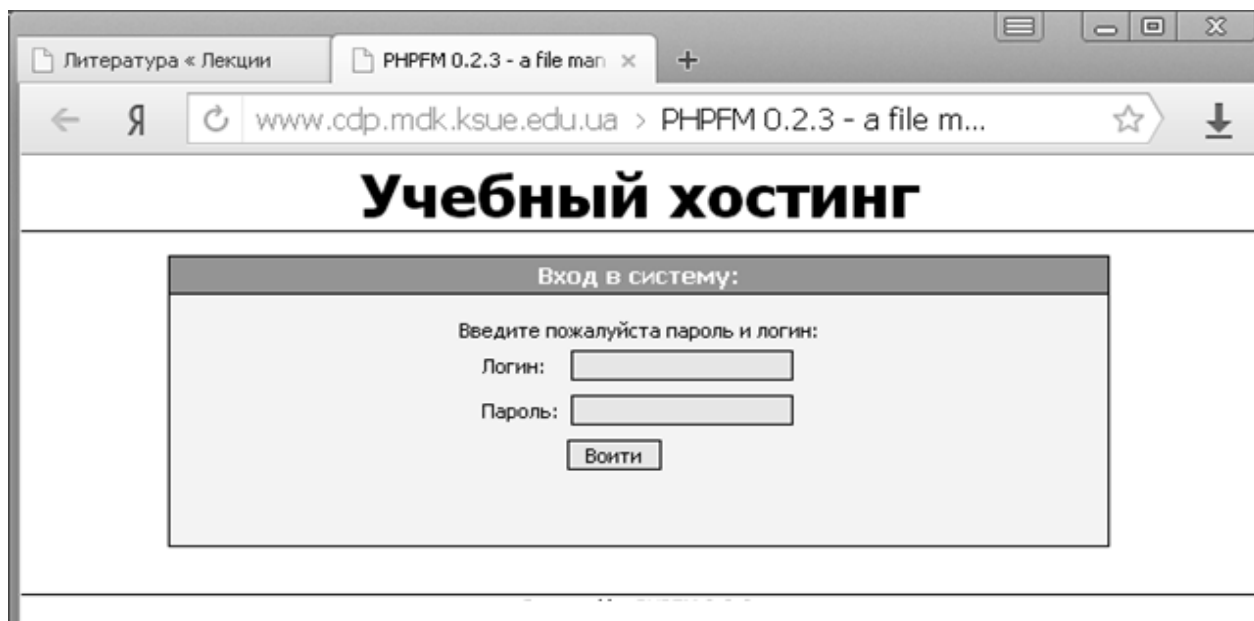 Литература « Лекции
PHPFM 0.2.3 - a file man
Я www.cdp.mdk.ksue.edu.ua > PHPFM 0.2.3 - a file m...
Учебный хостинг
Вход в систему:
Введите пожалуйста пароль и логин:
Логин:
Пароль:
Воити